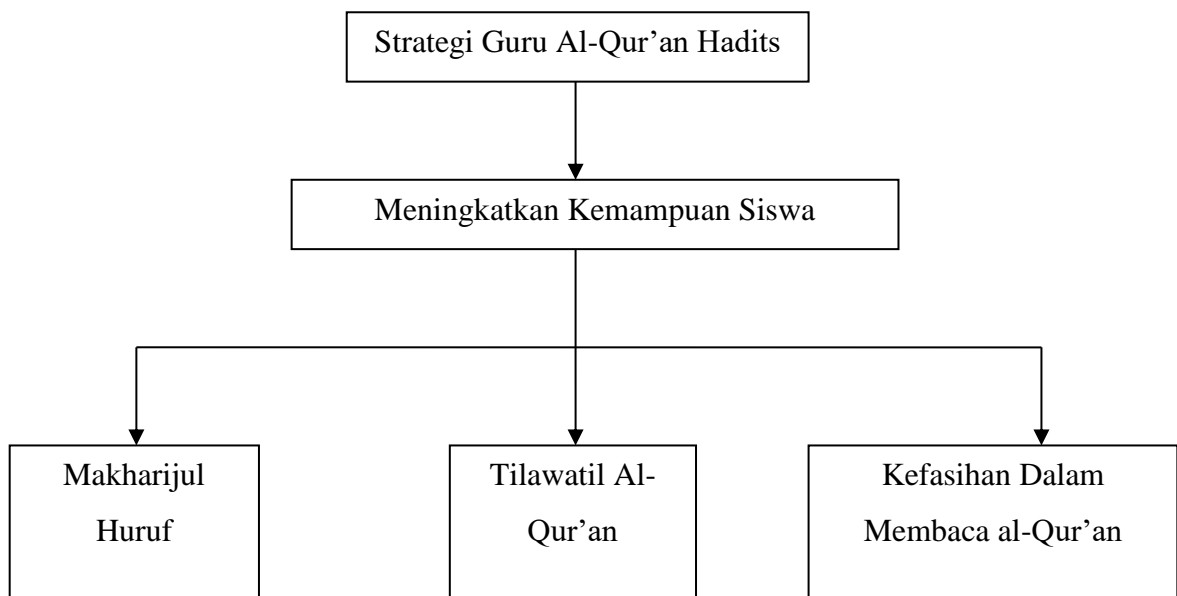 Strategi Guru Al-Qur’an Hadits
Meningkatkan Kemampuan Siswa
Makharijul
Huruf
Tilawatil Al-
Qur’an
Kefasihan Dalam
Membaca al-Qur’an